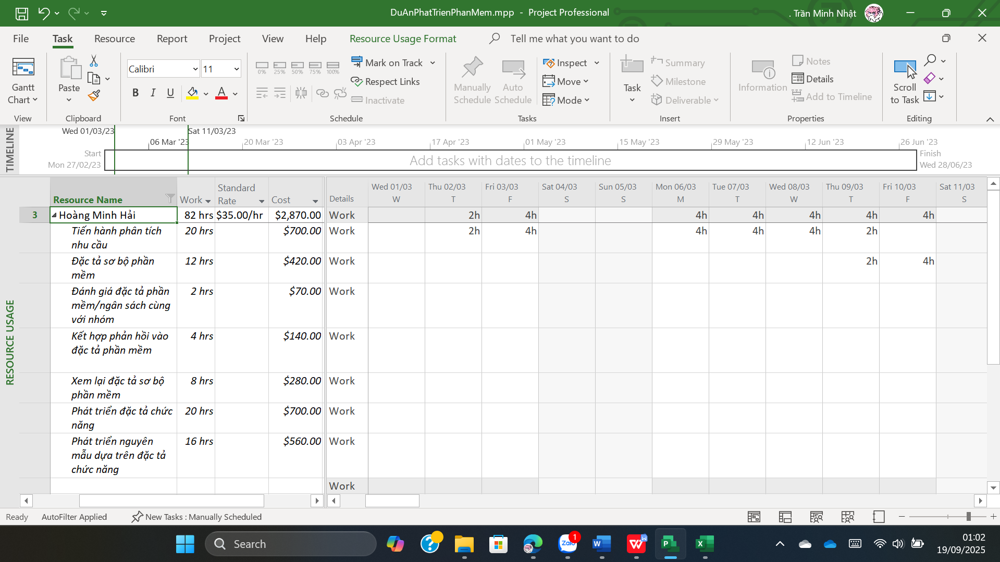 DuAnPhatTrienPhanMem.mpp - Project Professional
. Trần Minh Nhật
File Task Resource Report Project View Help Resource Usage Format Tell me what you want to do
Gantt Chart
View
Paste
Clipboard
Calibri 11
B I U A
Font
0% 25% 50% 75% 100%
Mark on Track
Respect Links
Inactivate
Schedule
Manually Schedule
Auto Schedule
Inspect
Move
Mode
Tasks
Task
Summary
Milestone
Deliverable
Insert
Information
Notes
Details
Add to Timeline
Properties
Scroll to Task
Editing
TIMELINE
Wed 01/03/23 Sat 11/03/23
06 Mar '23 20 Mar '23 03 Apr '23 17 Apr '23 01 May '23 15 May '23 29 May '23 12 Jun '23 26 Jun '23
Start
Mon 27/02/23
Add tasks with dates to the timeline
Finish
Wed 28/06/23
RESOURCE USAGE
Resource Name Work Standard Rate Cost Details
Wed 01/03 Thu 02/03 Fri 03/03 Sat 04/03 Sun 05/03 Mon 06/03 Tue 07/03 Wed 08/03 Thu 09/03 Fri 10/03 Sat 11/03
W T F S S M T W T F S
3 Hoàng Minh Hải 82 hrs $35.00/hr $2,870.00 Work 2h 4h 4h 4h 4h 4h 4h
Tiến hành phân tích 20 hrs $700.00 Work 2h 4h 4h 4h 4h 2h
nhu cầu
Đặc tả sơ bộ phần 12 hrs $420.00 Work 2h 4h
mềm
Đánh giá đặc tả phần 2 hrs $70.00 Work
mềm/ngân sách cùng
với nhóm
Kết hợp phản hồi vào 4 hrs $140.00 Work
đặc tả phần mềm
Xem lại đặc tả sơ bộ 8 hrs $280.00 Work
phần mềm
Phát triển đặc tả chức 20 hrs $700.00 Work
năng
Phát triển nguyên 16 hrs $560.00 Work
mẫu dựa trên đặc tả
chức năng
Work
Ready AutoFilter Applied New Tasks : Manually Scheduled
Search
Zalo 1
01:02
19/09/2025